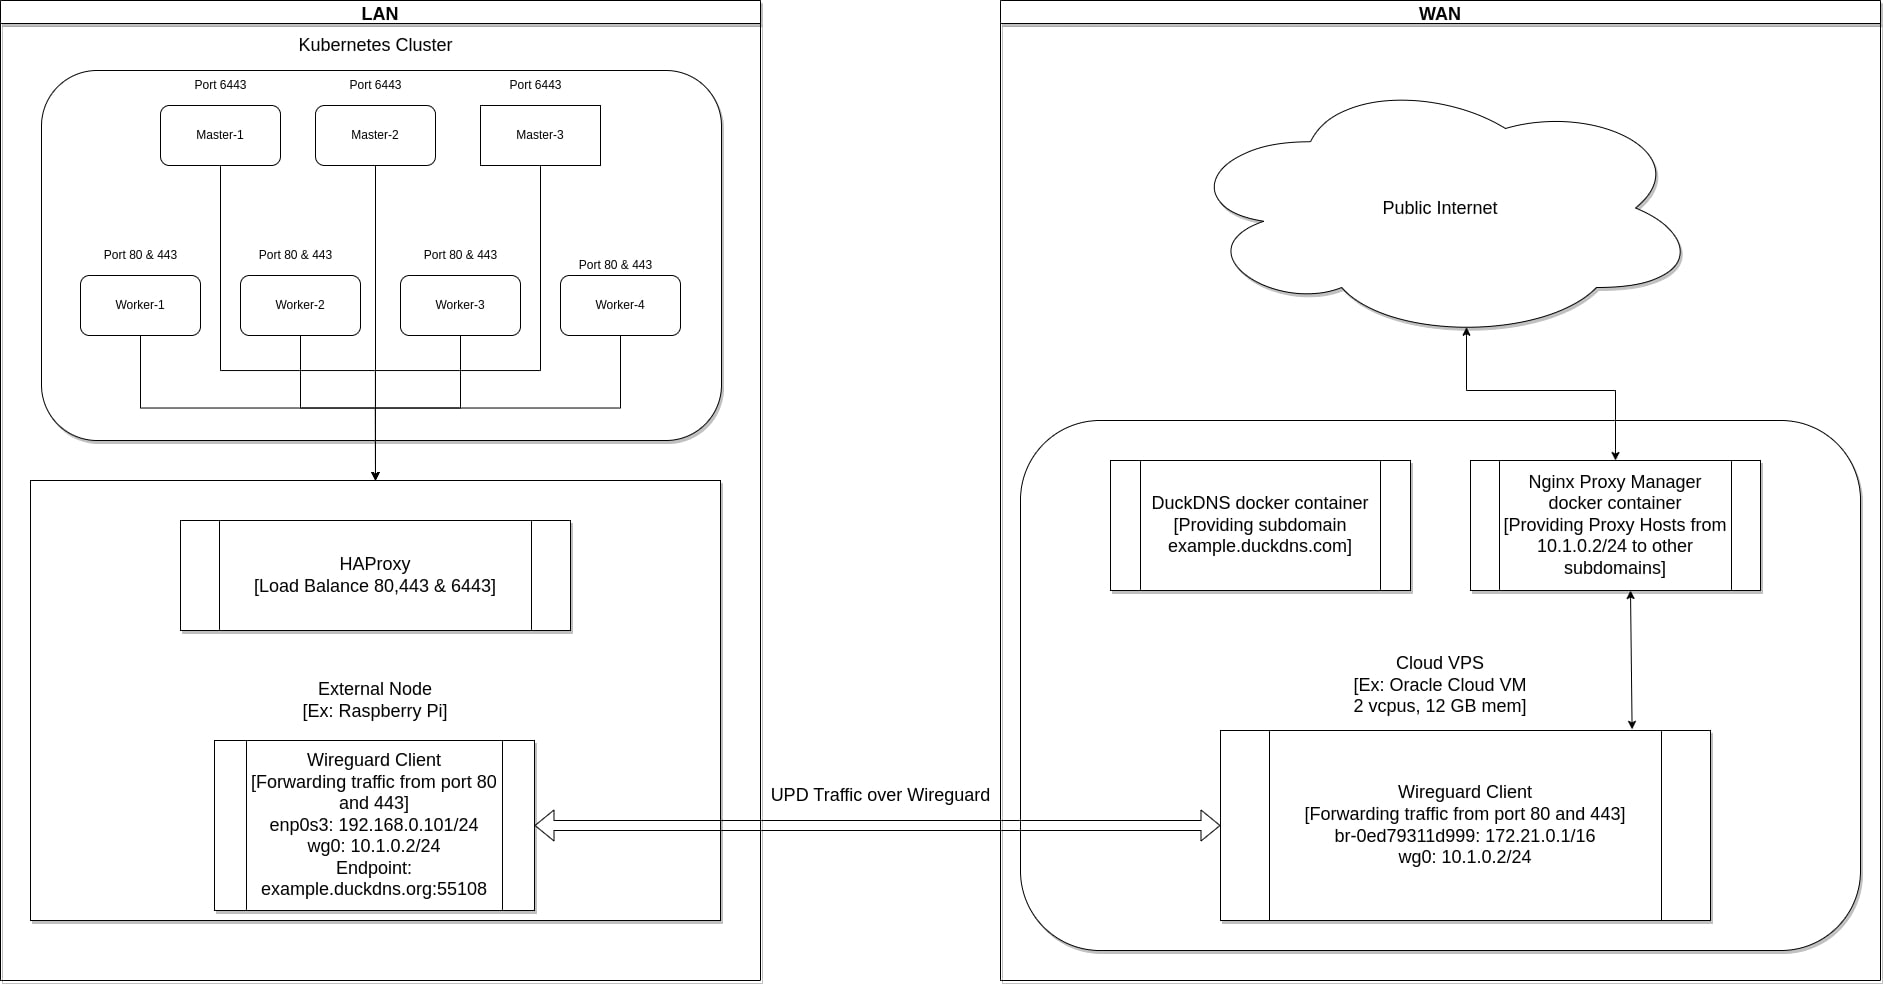 LAN
Kubernetes Cluster
Port 6443
Port 6443
Port 6443
Master-1
Master-2
Master-3
Port 80 & 443
Port 80 & 443
Port 80 & 443
Port 80 & 443
Worker-1
Worker-2
Worker-3
Worker-4
HAProxy
[Load Balance 80,443 & 6443]
External Node
[Ex: Raspberry Pi]
Wireguard Client
[Forwarding traffic from port 80
and 443]
enp0s3: 192.168.0.101/24
wg0: 10.1.0.2/24
Endpoint:
example.duckdns.org:55108
UPD Traffic over Wireguard
WAN
Public Internet
DuckDNS docker container
[Providing subdomain
example.duckdns.com]
Nginx Proxy Manager
docker container
[Providing Proxy Hosts from
10.1.0.2/24 to other
subdomains]
Cloud VPS
[Ex: Oracle Cloud VM
2 vcpus, 12 GB mem]
Wireguard Client
[Forwarding traffic from port 80 and 443]
br-0ed79311d999: 172.21.0.1/16
wg0: 10.1.0.2/24